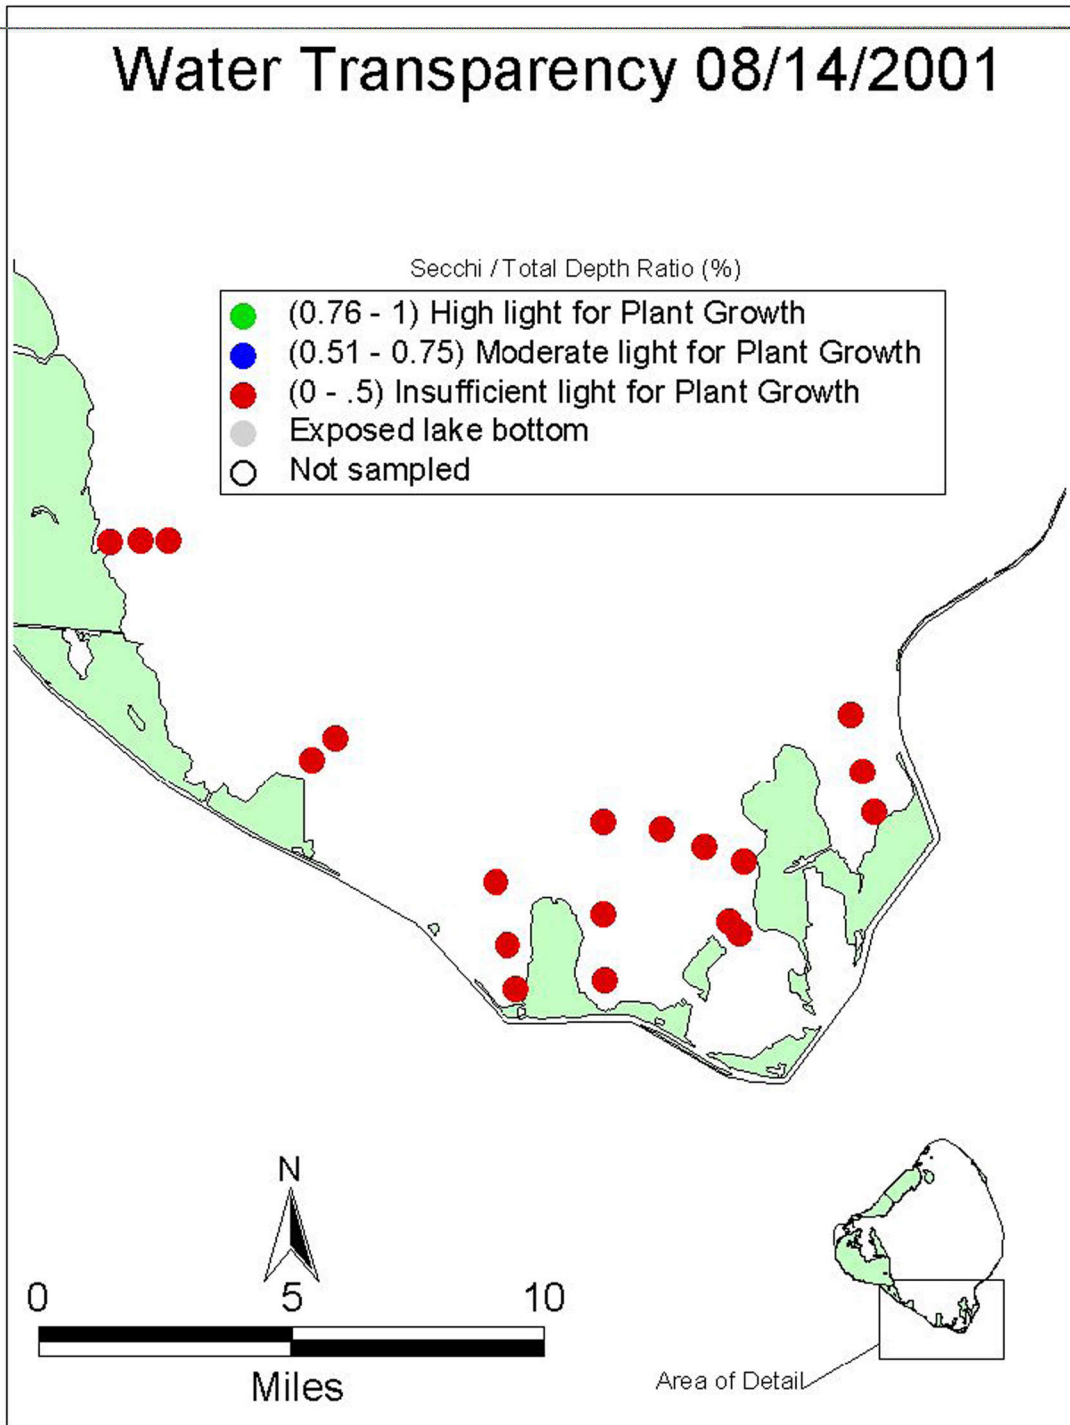 Water Transparency 08/14/2001
Secchi / Total Depth Ratio (%)
(0.76 - 1) High light for Plant Growth
(0.51 - 0.75) Moderate light for Plant Growth
(0 - .5) Insufficient light for Plant Growth
Exposed lake bottom
Not sampled
N
0 5 10
Miles
Area of Detail